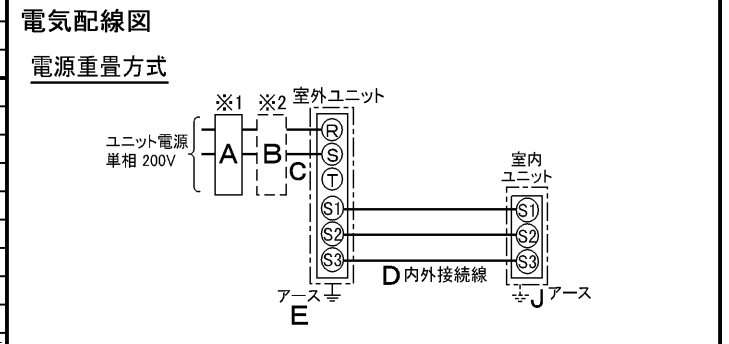 電気配線図
電源重畳方式
※1 ※2 室外ユニット
ユニット電源
単相 200V
A B C
R
S
T
S1
S2
S3
室内
ユニット
S1
S2
S3
D 内外接続線
アース
E
J アース